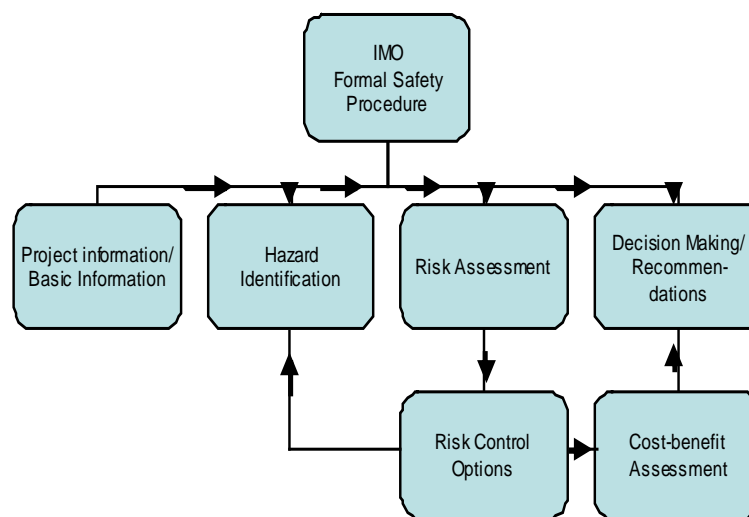 IMO
Formal Safety
Procedure
Project information/
Basic Information
Hazard
Identification
Risk Assessment
Decision Making/
Recommen-
dations
Risk Control
Options
Cost-benefit
Assessment